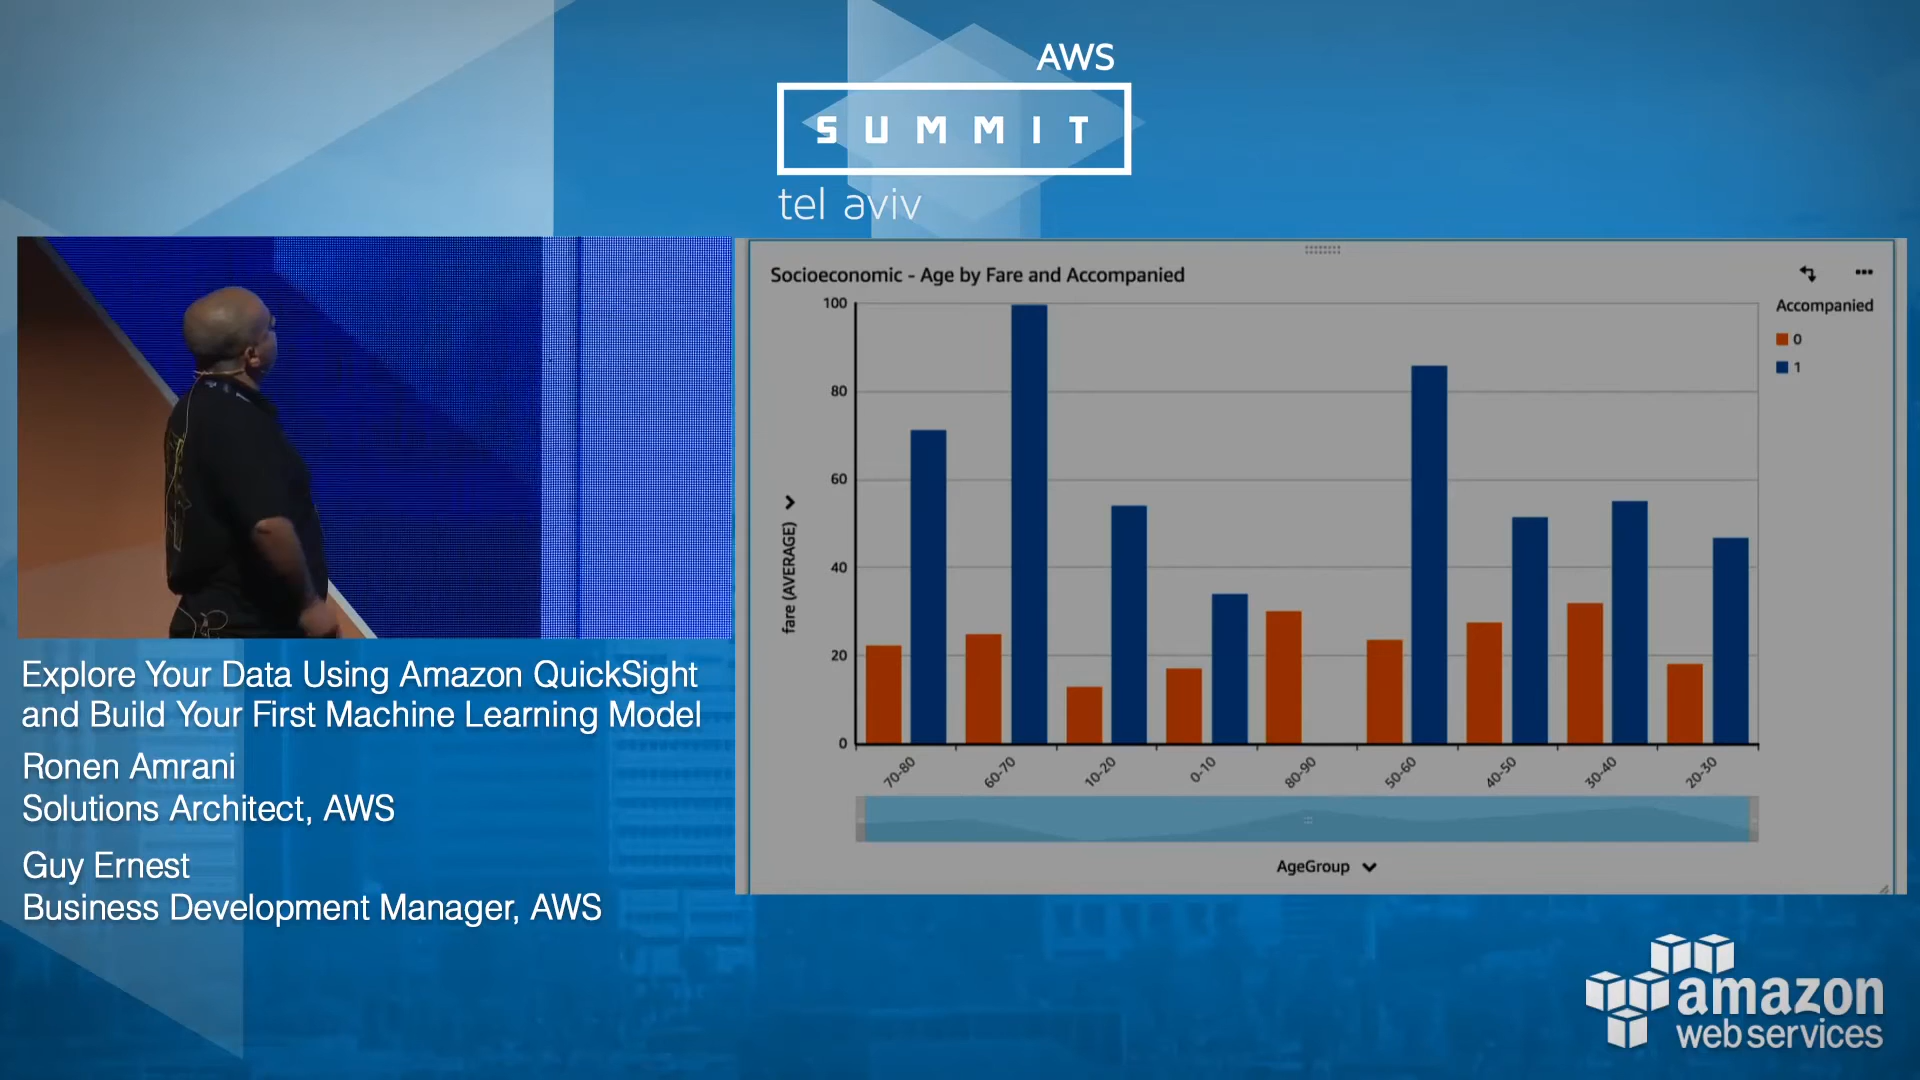 AWS
SUMMIT
tel aviv
Socioeconomic - Age by Fare and Accompanied
Accompanied
0
1
100
80
60
40
20
0
fare (AVERAGE)
70-80
60-70
10-20
0-10
80-90
50-60
40-50
30-40
20-30
AgeGroup
Explore Your Data Using Amazon QuickSight
and Build Your First Machine Learning Model
Ronen Amrani
Solutions Architect, AWS
Guy Ernest
Business Development Manager, AWS
amazon
web services